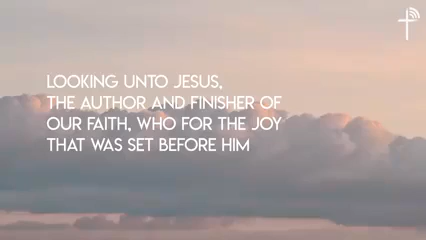 LOOKING UNTO JESUS,
THE AUTHOR AND FINISHER OF
OUR FAITH, WHO FOR THE JOY
THAT WAS SET BEFORE HIM